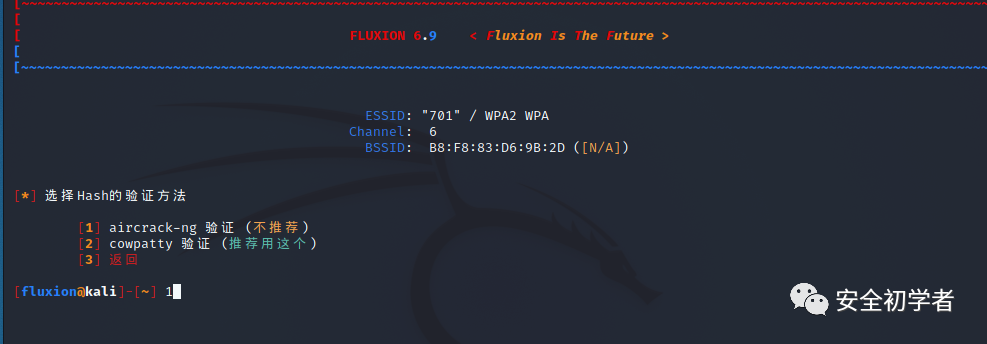 [~~~~~~~~~~~~~~~~~~~~~~~~~~~~~~~~~~~~~~~~~~~~~~~~~~~~~~~~~~~~~~~~~~~~~~~~~~~~~~~~~~~~~~~~~~~~~~~~~~~~~~~~~~~~~~~~~~~~~~~~~
[
[ FLUXION 6.9 < Fluxion Is The Future >
[
[~~~~~~~~~~~~~~~~~~~~~~~~~~~~~~~~~~~~~~~~~~~~~~~~~~~~~~~~~~~~~~~~~~~~~~~~~~~~~~~~~~~~~~~~~~~~~~~~~~~~~~~~~~~~~~~~~~~~~~~~~
ESSID: "701" / WPA2 WPA
Channel: 6
BSSID: B8:F8:83:D6:9B:2D ([N/A])
[*] 选择Hash的验证方法
[1] aircrack-ng 验证 (不推荐)
[2] cowpatty 验证 (推荐用这个)
[3] 返回
[fluxion@kali]-[~] 1
安全初学者